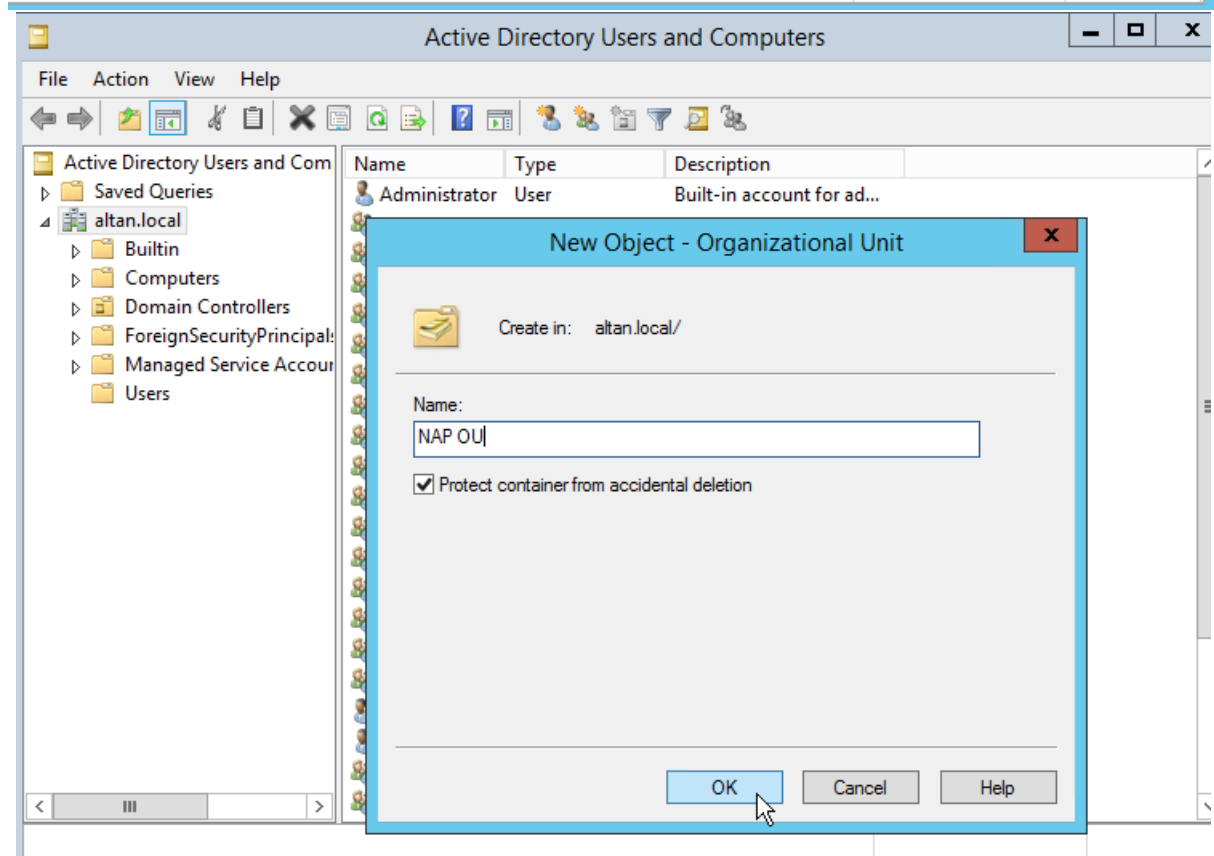 Active Directory Users and Computers
File Action View Help
Active Directory Users and Com
Saved Queries
altan.local
Builtin
Computers
Domain Controllers
ForeignSecurityPrincipals
Managed Service Accour
Users
Name Type Description
Administrator User Built-in account for ad...
New Object - Organizational Unit
Create in: altan.local/
Name:
NAP OU
Protect container from accidental deletion
OK Cancel Help